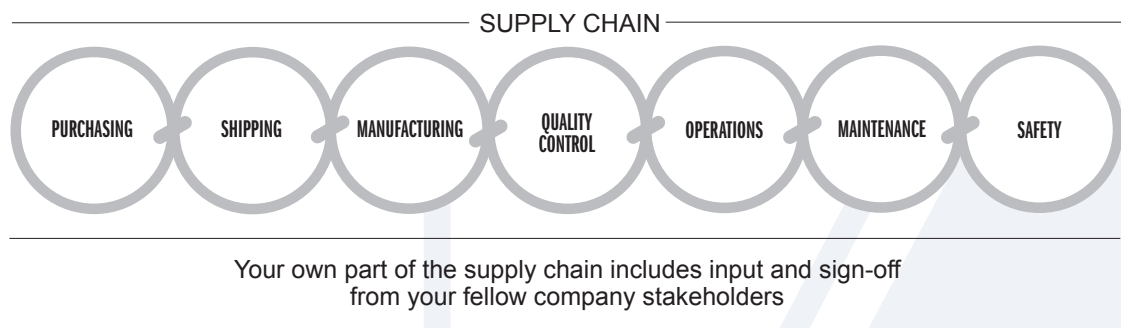 SUPPLY CHAIN
PURCHASING
SHIPPING
MANUFACTURING
QUALITY
CONTROL
OPERATIONS
MAINTENANCE
SAFETY
Your own part of the supply chain includes input and sign-off
from your fellow company stakeholders